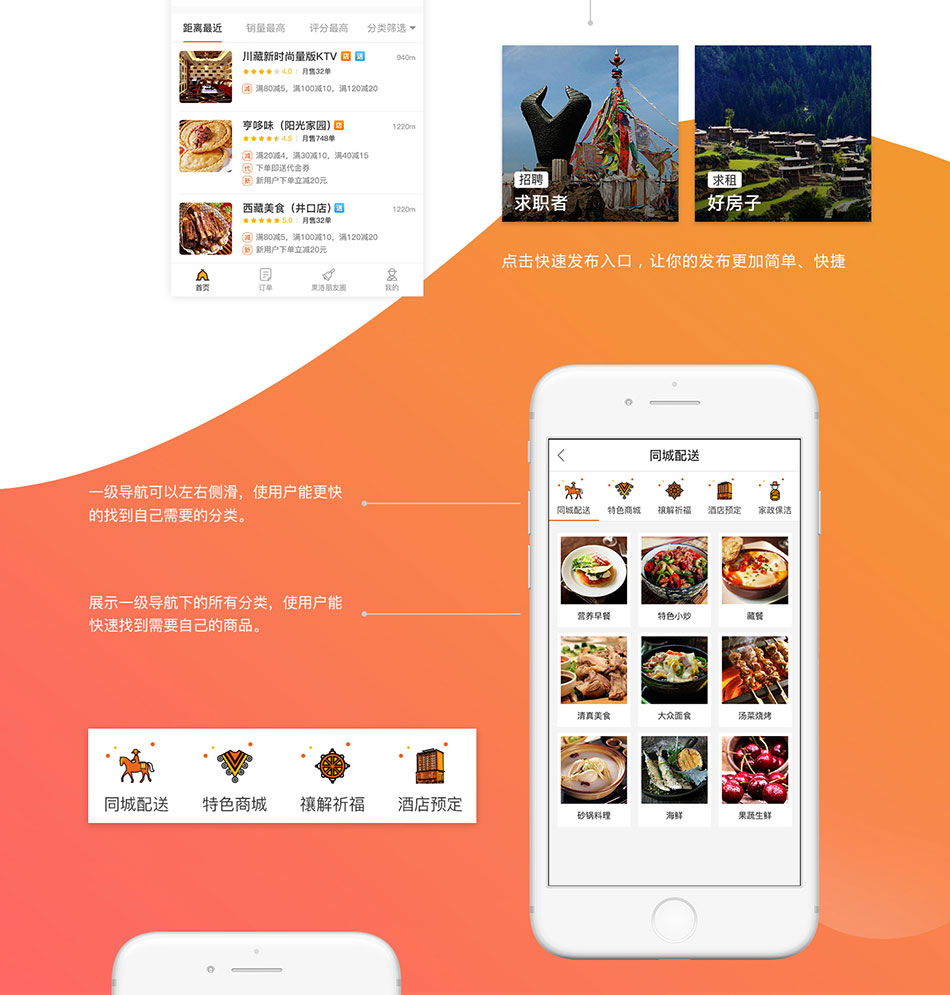 距离最近 销量最高 评分最高 分类筛选
川藏新时尚量版KTV 店 送 940m
4.0 月售32单
减 满80减5，满100减10，满120减20
亨哆味（阳光家园） 店 1220m
4.5 月售748单
减 满20减4，满30减10，满40减15
代 下单即送代金券
新 新用户下单立减20元
西藏美食（井口店） 送 1220m
5.0 月售32单
减 满80减5，满100减10，满120减20
新 新用户下单立减20元
首页 订单 果洛朋友圈 我的
招聘
求职者
求租
好房子
点击快速发布入口，让你的发布更加简单、快捷
一级导航可以左右侧滑，使用户能更快
的找到自己需要的分类。
展示一级导航下的所有分类，使用户能
快速找到需要自己的商品。
同城配送 特色商城 禳解祈福 酒店预定
同城配送
同城配送 特色商城 禳解祈福 酒店预定 家政保洁
营养早餐 特色小炒 藏餐
清真美食 大众面食 汤菜烧烤
砂锅料理 海鲜 果蔬生鲜